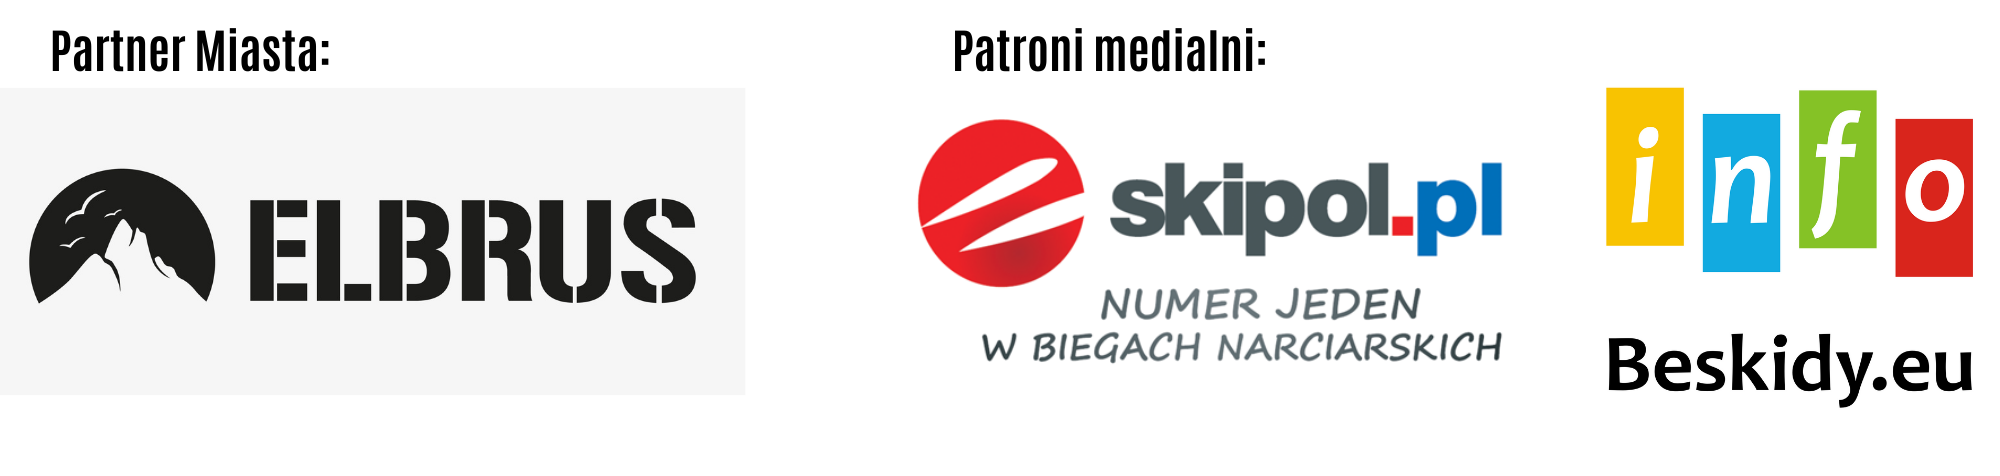 Partner Miasta:
ELBRUS
Patroni medialni:
skipol.pl
NUMER JEDEN
W BIEGACH NARCIARSKICH
info
Beskidy.eu